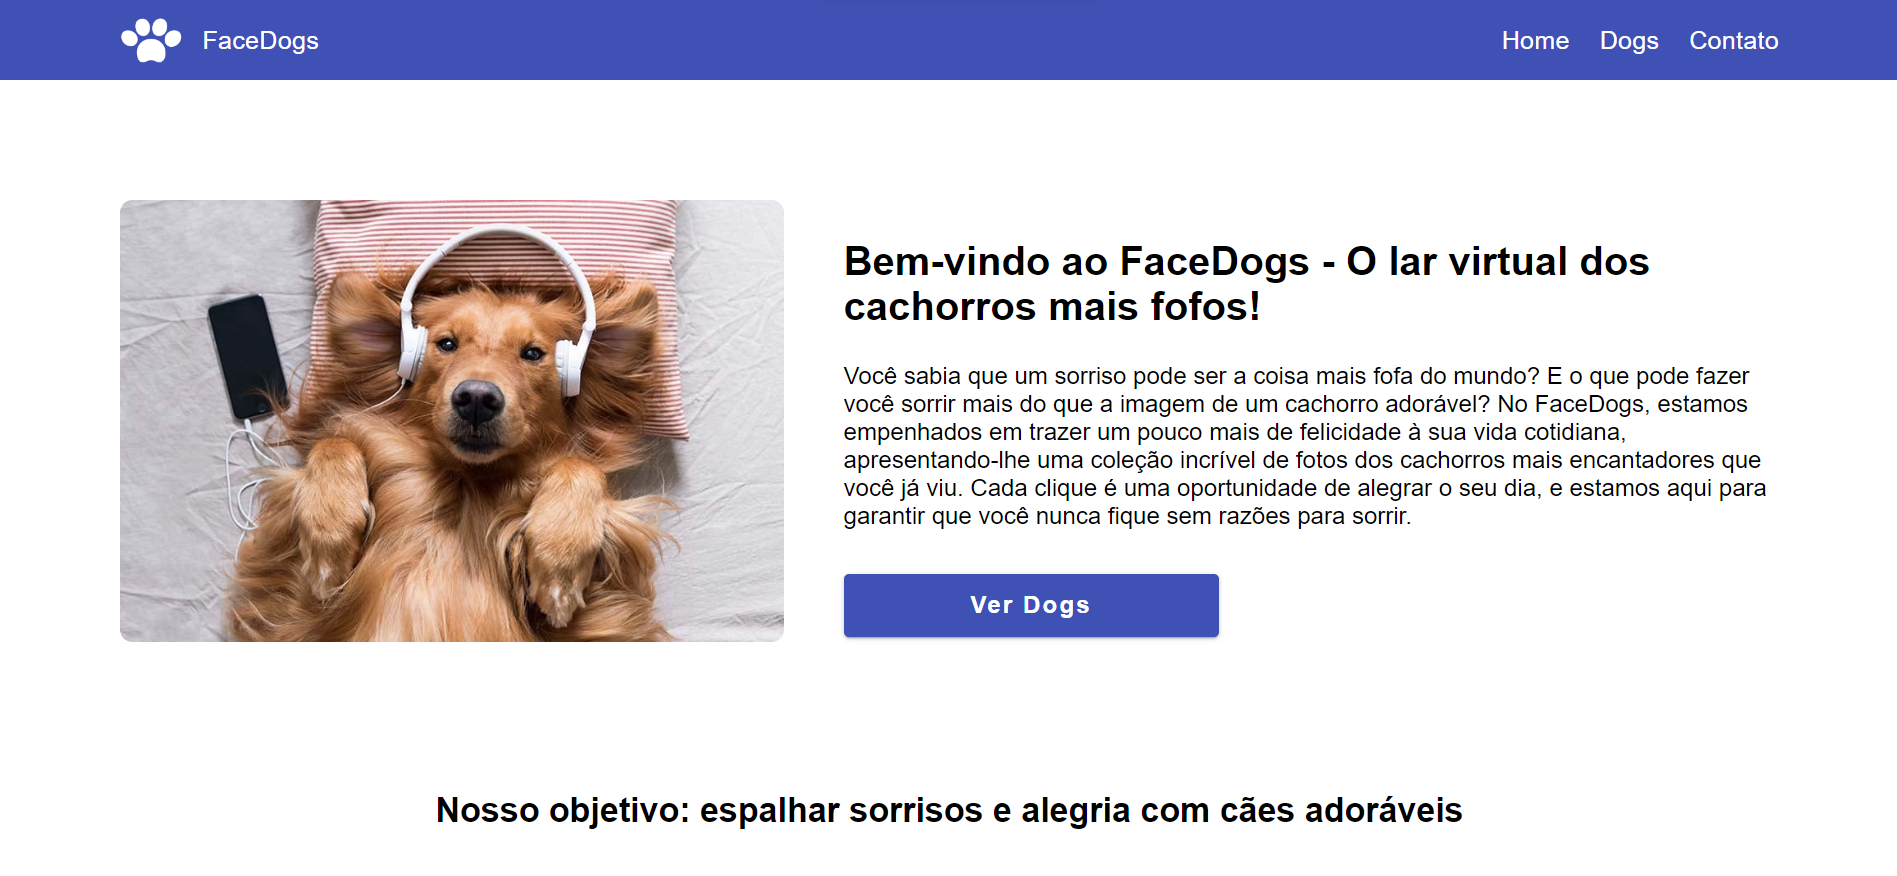 FaceDogs
Home Dogs Contato
Bem-vindo ao FaceDogs - O lar virtual dos
cachorros mais fofos!
Você sabia que um sorriso pode ser a coisa mais fofa do mundo? E o que pode fazer
você sorrir mais do que a imagem de um cachorro adorável? No FaceDogs, estamos
empenhados em trazer um pouco mais de felicidade à sua vida cotidiana,
apresentando-lhe uma coleção incrível de fotos dos cachorros mais encantadores que
você já viu. Cada clique é uma oportunidade de alegrar o seu dia, e estamos aqui para
garantir que você nunca fique sem razões para sorrir.
Ver Dogs
Nosso objetivo: espalhar sorrisos e alegria com cães adoráveis